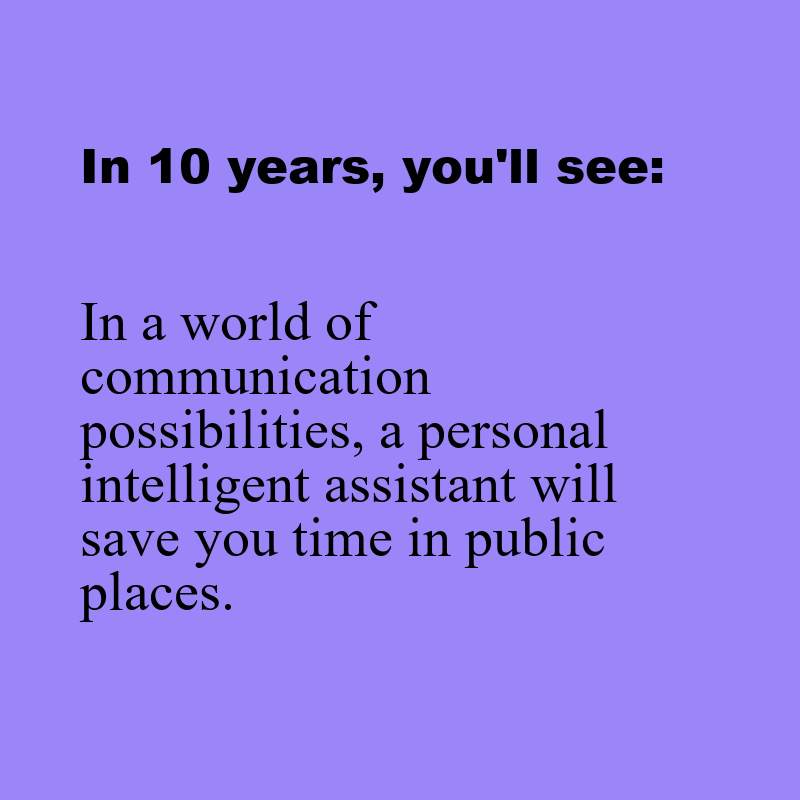 In 10 years, you'll see:
In a world of
communication
possibilities, a personal
intelligent assistant will
save you time in public
places.